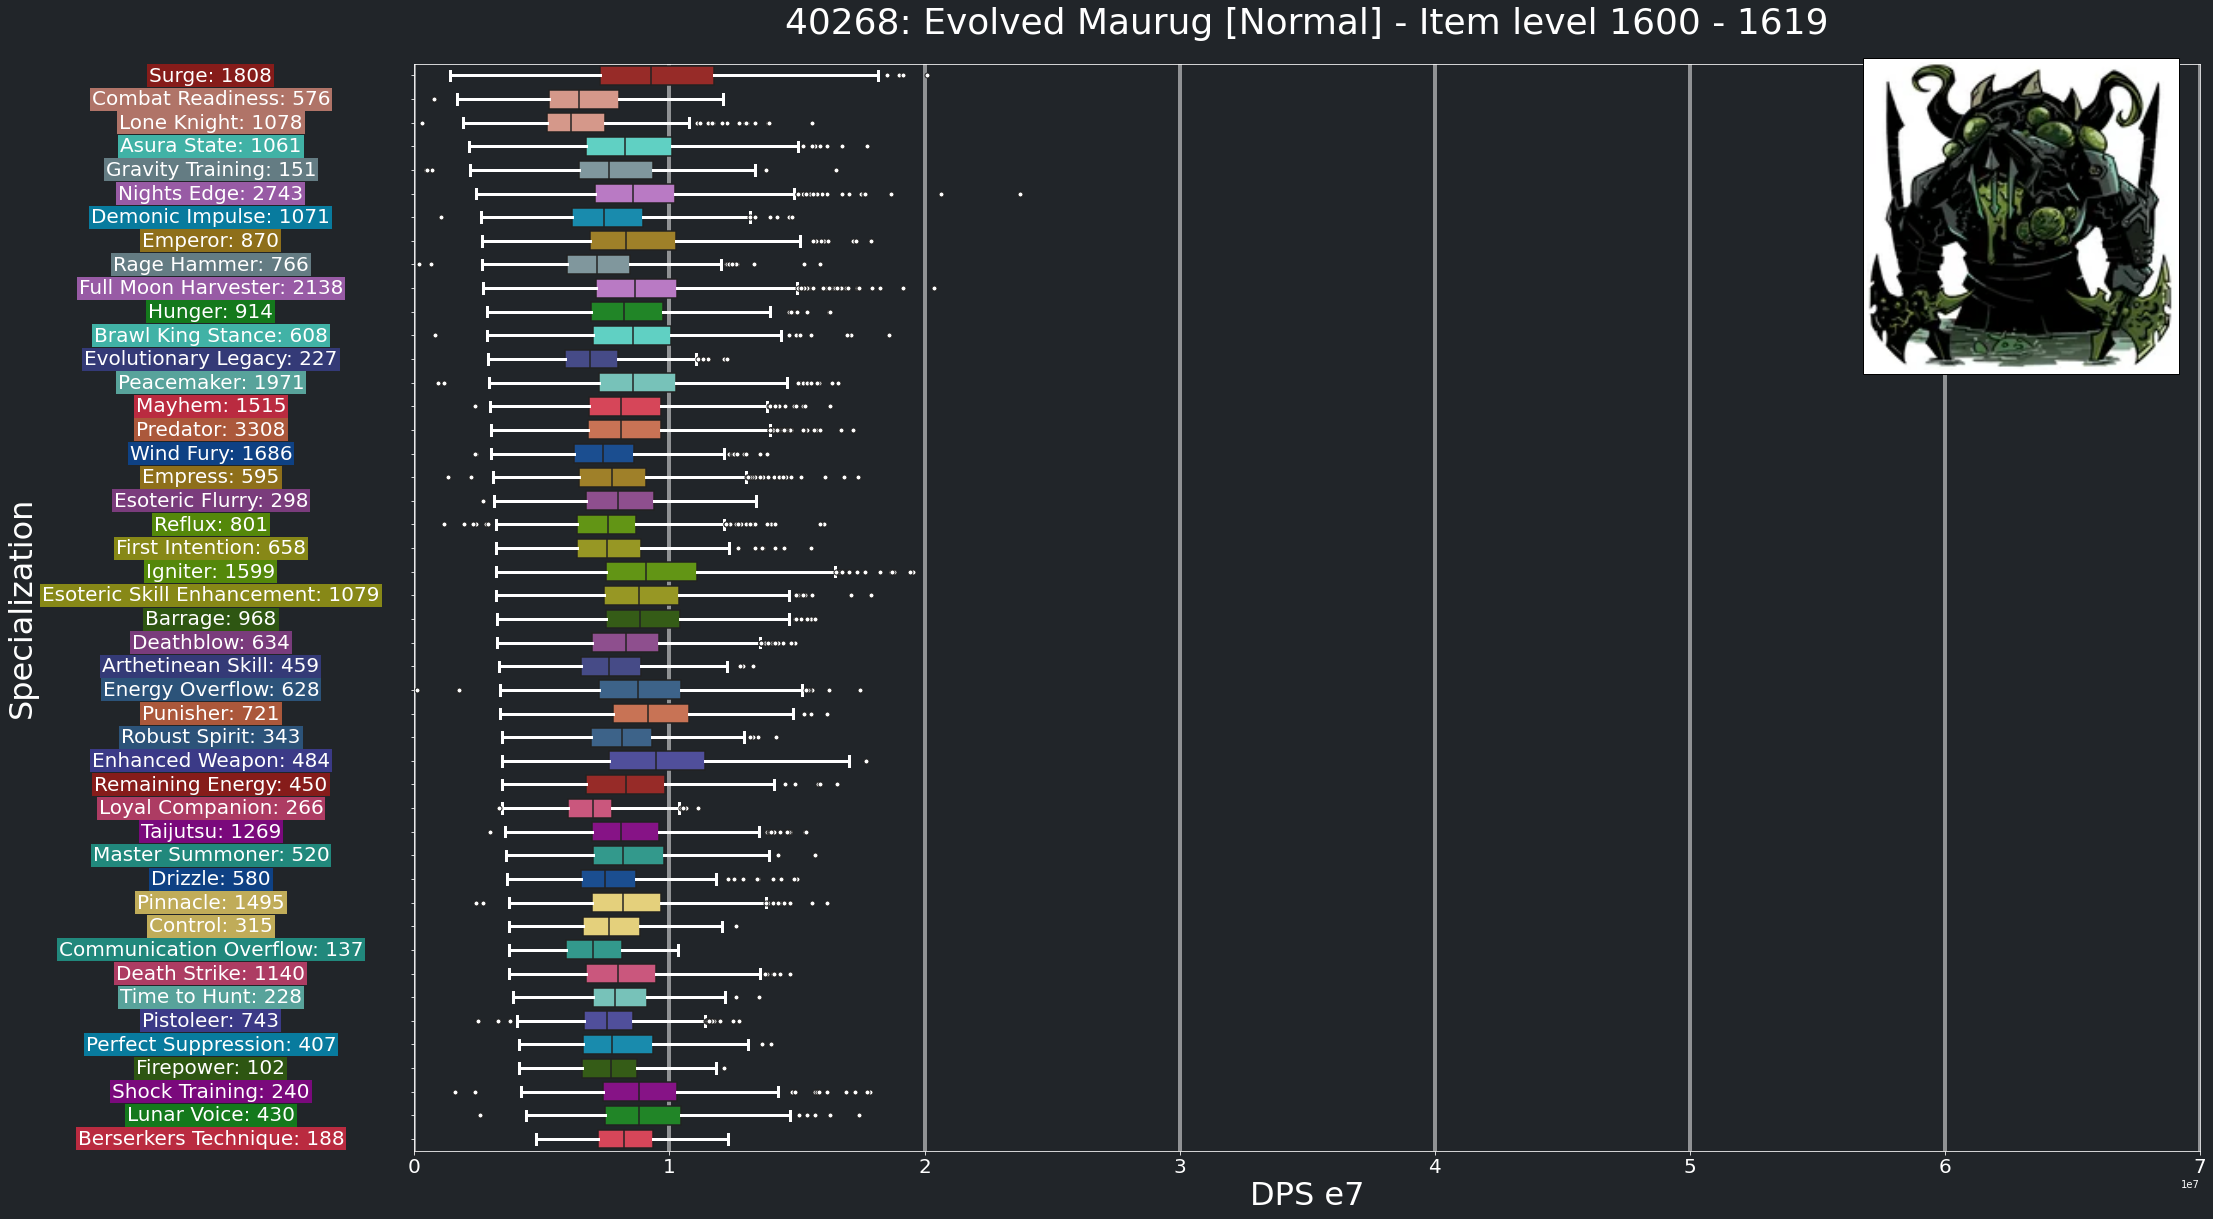 40268: Evolved Maurug [Normal] - Item level 1600 - 1619
Specialization
Surge: 1808
Combat Readiness: 576
Lone Knight: 1078
Asura State: 1061
Gravity Training: 151
Nights Edge: 2743
Demonic Impulse: 1071
Emperor: 870
Rage Hammer: 766
Full Moon Harvester: 2138
Hunger: 914
Brawl King Stance: 608
Evolutionary Legacy: 227
Peacemaker: 1971
Mayhem: 1515
Predator: 3308
Wind Fury: 1686
Empress: 595
Esoteric Flurry: 298
Reflux: 801
First Intention: 658
Igniter: 1599
Esoteric Skill Enhancement: 1079
Barrage: 968
Deathblow: 634
Arthetinean Skill: 459
Energy Overflow: 628
Punisher: 721
Robust Spirit: 343
Enhanced Weapon: 484
Remaining Energy: 450
Loyal Companion: 266
Taijutsu: 1269
Master Summoner: 520
Drizzle: 580
Pinnacle: 1495
Control: 315
Communication Overflow: 137
Death Strike: 1140
Time to Hunt: 228
Pistoleer: 743
Perfect Suppression: 407
Firepower: 102
Shock Training: 240
Lunar Voice: 430
Berserkers Technique: 188
0 1 2 3 4 5 6 7
1e7
DPS e7